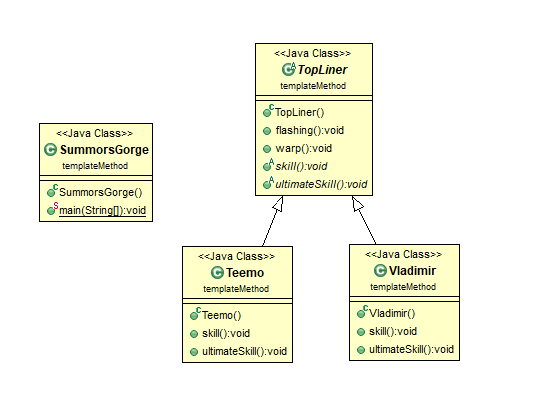 <<Java Class>>
TopLiner
templateMethod
TopLiner()
flashing():void
warp():void
skill():void
ultimateSkill():void
<<Java Class>>
SummorsGorge
templateMethod
SummorsGorge()
main(String[]):void
<<Java Class>>
Teemo
templateMethod
Teemo()
skill():void
ultimateSkill():void
<<Java Class>>
Vladimir
templateMethod
Vladimir()
skill():void
ultimateSkill():void